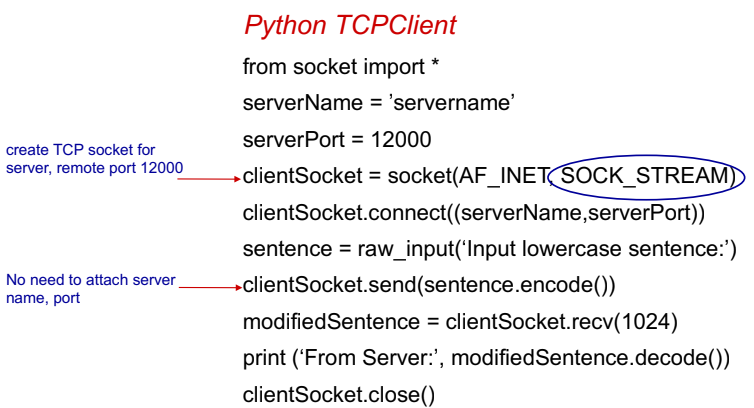 Python TCPClient
from socket import *
serverName = ’servername’
serverPort = 12000
create TCP socket for
server, remote port 12000
clientSocket = socket(AF_INET, SOCK_STREAM)
clientSocket.connect((serverName,serverPort))
sentence = raw_input(‘Input lowercase sentence:’)
No need to attach server
name, port
clientSocket.send(sentence.encode())
modifiedSentence = clientSocket.recv(1024)
print (‘From Server:’, modifiedSentence.decode())
clientSocket.close()